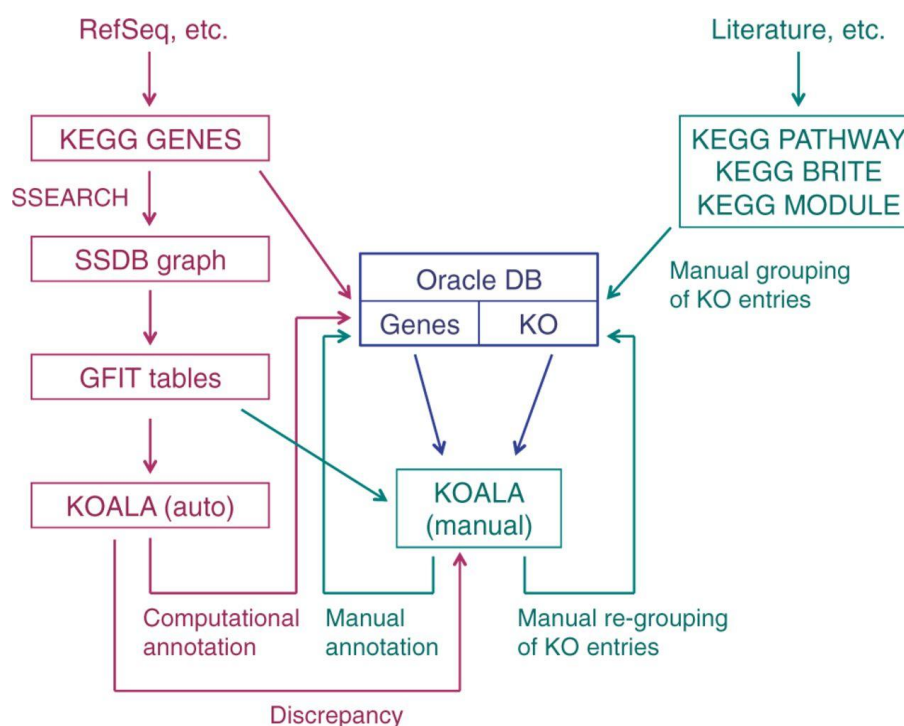 RefSeq, etc.
Literature, etc.
KEGG GENES
KEGG PATHWAY
KEGG BRITE
KEGG MODULE
SSEARCH
SSDB graph
Oracle DB
Genes
KO
Manual grouping
of KO entries
GFIT tables
KOALA (auto)
KOALA
(manual)
Computational
annotation
Manual
annotation
Manual re-grouping
of KO entries
Discrepancy